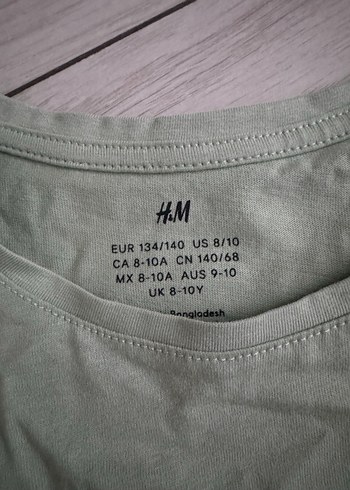 H&M
EUR 134/140 US 8/10
CA 8-10A CN 140/68
MX 8-10A AUS 9-10
UK 8-10Y
Bangladesh